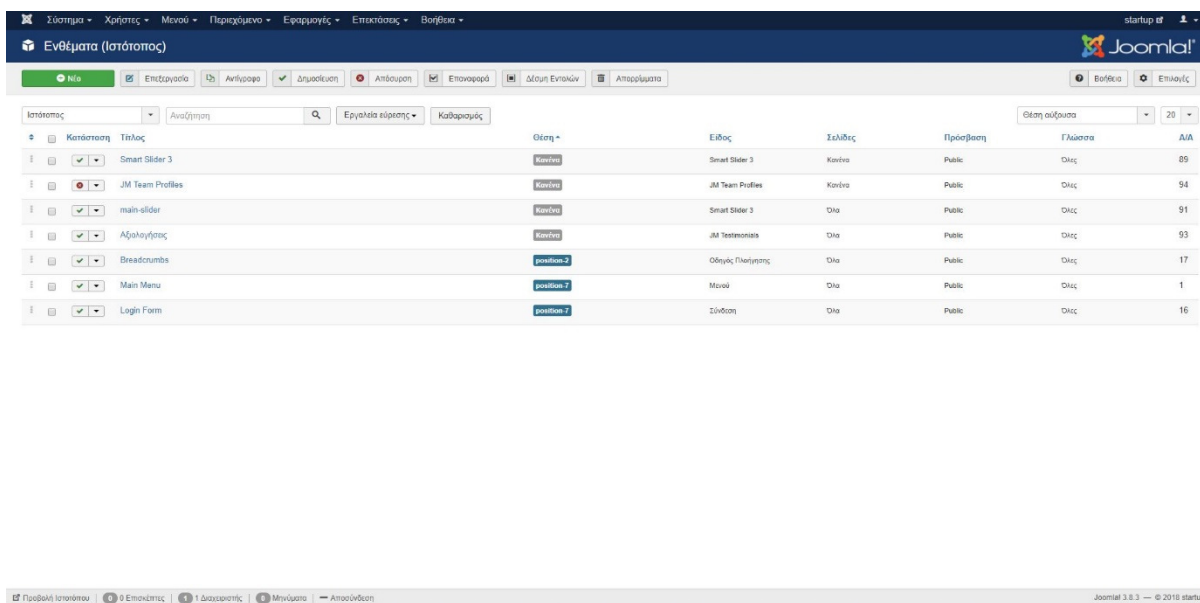 Σύστημα Χρήστες Μενού Περιεχόμενο Εφαρμογές Επεκτάσεις Βοήθεια startup
Ενθέματα (Ιστότοπος) Joomla!
Νέο Επεξεργασία Αντίγραφο Δημοσίευση Απόσυρση Επαναφορά Δέσμη Εντολών Απορρίμματα Βοήθεια Επιλογές
Ιστότοπος Αναζήτηση Εργαλεία εύρεσης Καθαρισμός Θέση αύξουσα 20
Κατάσταση Τίτλος Θέση Είδος Σελίδες Πρόσβαση Γλώσσα Α/Α
Smart Slider 3 Κανένα Smart Slider 3 Κανένα Public Όλες 89
JM Team Profiles Κανένα JM Team Profiles Κανένα Public Όλες 94
main-slider Κανένα Smart Slider 3 Όλα Public Όλες 91
Αξιολογήσεις Κανένα JM Testimonials Όλα Public Όλες 93
Breadcrumbs position-2 Οδηγός Πλοήγησης Όλα Public Όλες 17
Main Menu position-7 Μενού Όλα Public Όλες 1
Login Form position-7 Σύνδεση Όλα Public Όλες 16
Προβολή Ιστοτόπου 0 0 Επισκέπτες 1 1 Διαχειριστής 0 Μηνύματα Αποσύνδεση Joomla! 3.8.3 — © 2018 startu